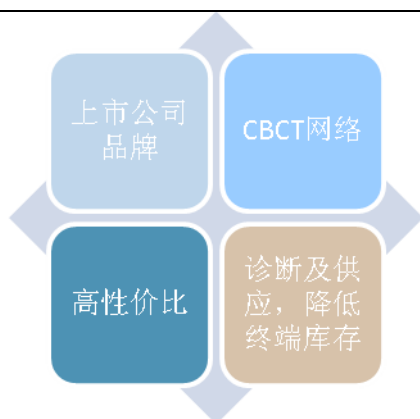 上市公司
品牌
CBCT网络
高性价比
诊断及供
应，降低
终端库存